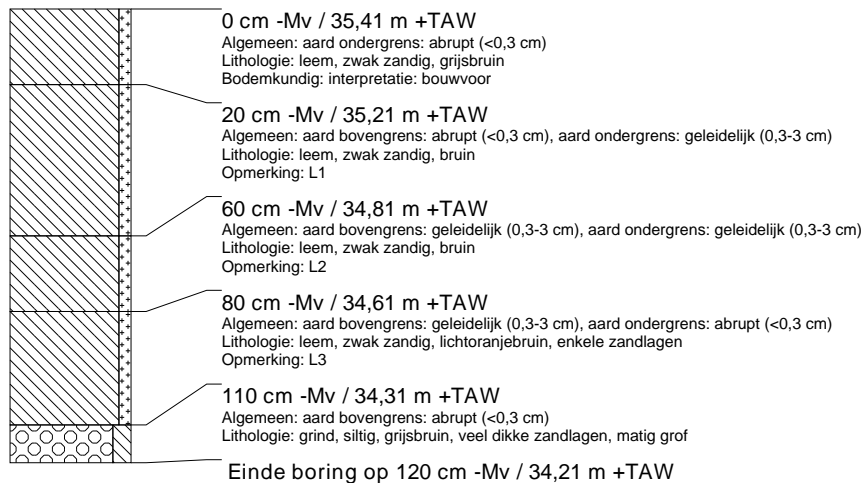 0 cm -Mv / 35,41 m +TAW
Algemeen: aard ondergrens: abrupt (<0,3 cm)
Lithologie: leem, zwak zandig, grijsbruin
Bodemkundig: interpretatie: bouwvoor
20 cm -Mv / 35,21 m +TAW
Algemeen: aard bovengrens: abrupt (<0,3 cm), aard ondergrens: geleidelijk (0,3-3 cm)
Lithologie: leem, zwak zandig, bruin
Opmerking: L1
60 cm -Mv / 34,81 m +TAW
Algemeen: aard bovengrens: geleidelijk (0,3-3 cm), aard ondergrens: geleidelijk (0,3-3 cm)
Lithologie: leem, zwak zandig, bruin
Opmerking: L2
80 cm -Mv / 34,61 m +TAW
Algemeen: aard bovengrens: geleidelijk (0,3-3 cm), aard ondergrens: abrupt (<0,3 cm)
Lithologie: leem, zwak zandig, lichtoranjebruin, enkele zandlagen
Opmerking: L3
110 cm -Mv / 34,31 m +TAW
Algemeen: aard bovengrens: abrupt (<0,3 cm)
Lithologie: grind, siltig, grijsbruin, veel dikke zandlagen, matig grof
Einde boring op 120 cm -Mv / 34,21 m +TAW